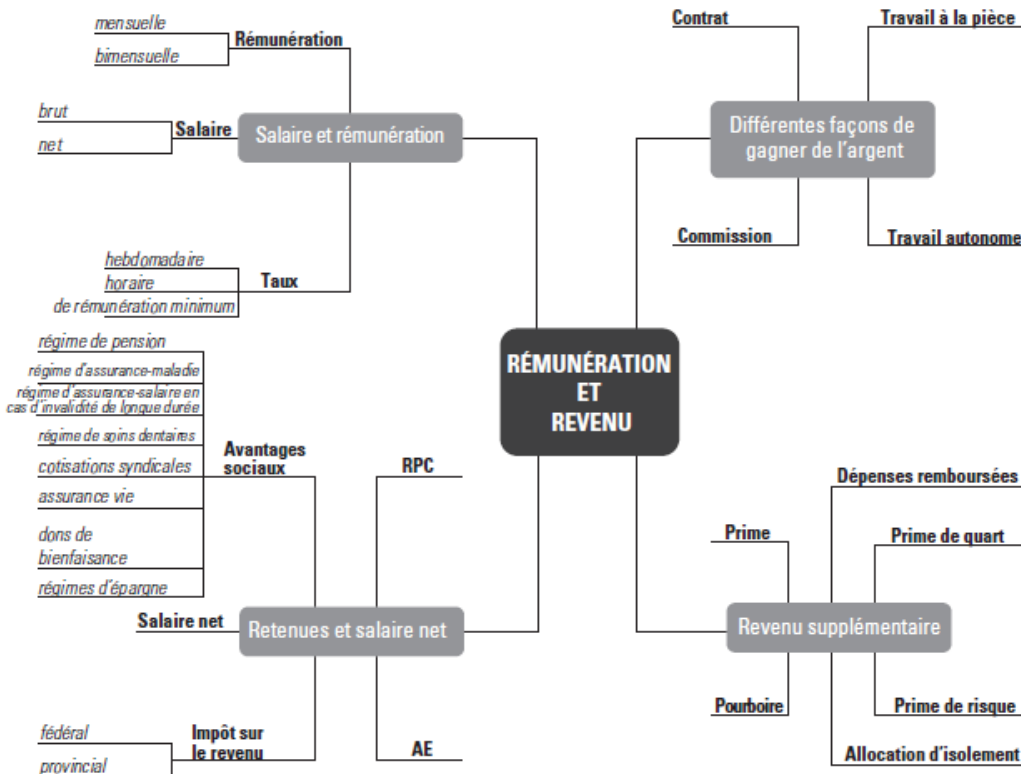 mensuelle
bimensuelle
Rémunération
brut
net
Salaire
Salaire et rémunération
hebdomadaire
horaire
de rémunération minimum
Taux
Contrat
Travail à la pièce
Différentes façons de
gagner de l'argent
Commission
Travail autonome
RÉMUNÉRATION
ET
REVENU
régime de pension
régime d'assurance-maladie
régime d'assurance-salaire en
cas d'invalidité de longue durée
régime de soins dentaires
cotisations syndicales
assurance vie
dons de
bienfaisance
régimes d'épargne
Avantages
sociaux
RPC
Salaire net
Retenues et salaire net
fédéral
provincial
Impôt sur
le revenu
AE
Dépenses remboursées
Prime
Prime de quart
Revenu supplémentaire
Pourboire
Prime de risque
Allocation d'isolement